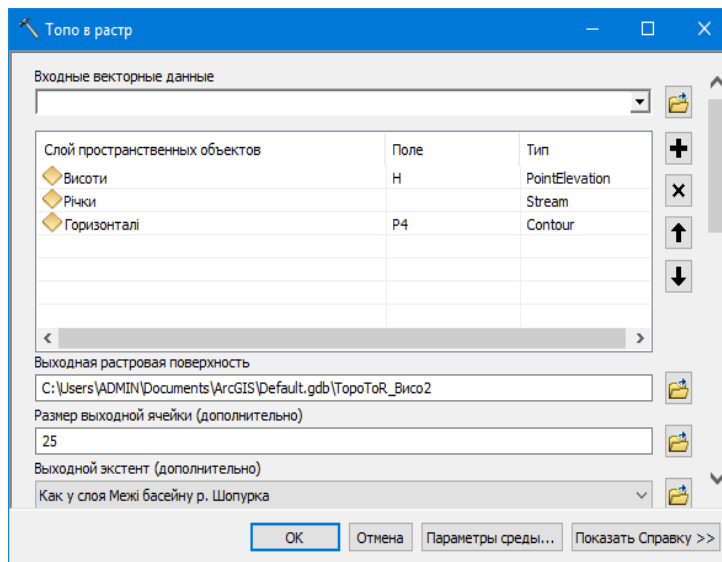 Топо в растр
Входные векторные данные
Слой пространственных объектов Поле Тип
Висоти H PointElevation
Річки Stream
Горизонталі P4 Contour
Выходная растровая поверхность
C:\Users\ADMIN\Documents\ArcGIS\Default.gdb\TopoToR_Висо2
Размер выходной ячейки (дополнительно)
25
Выходной экстент (дополнительно)
Как у слоя Межі басейну р. Шопурка
OK Отмена Параметры среды... Показать Справку >>